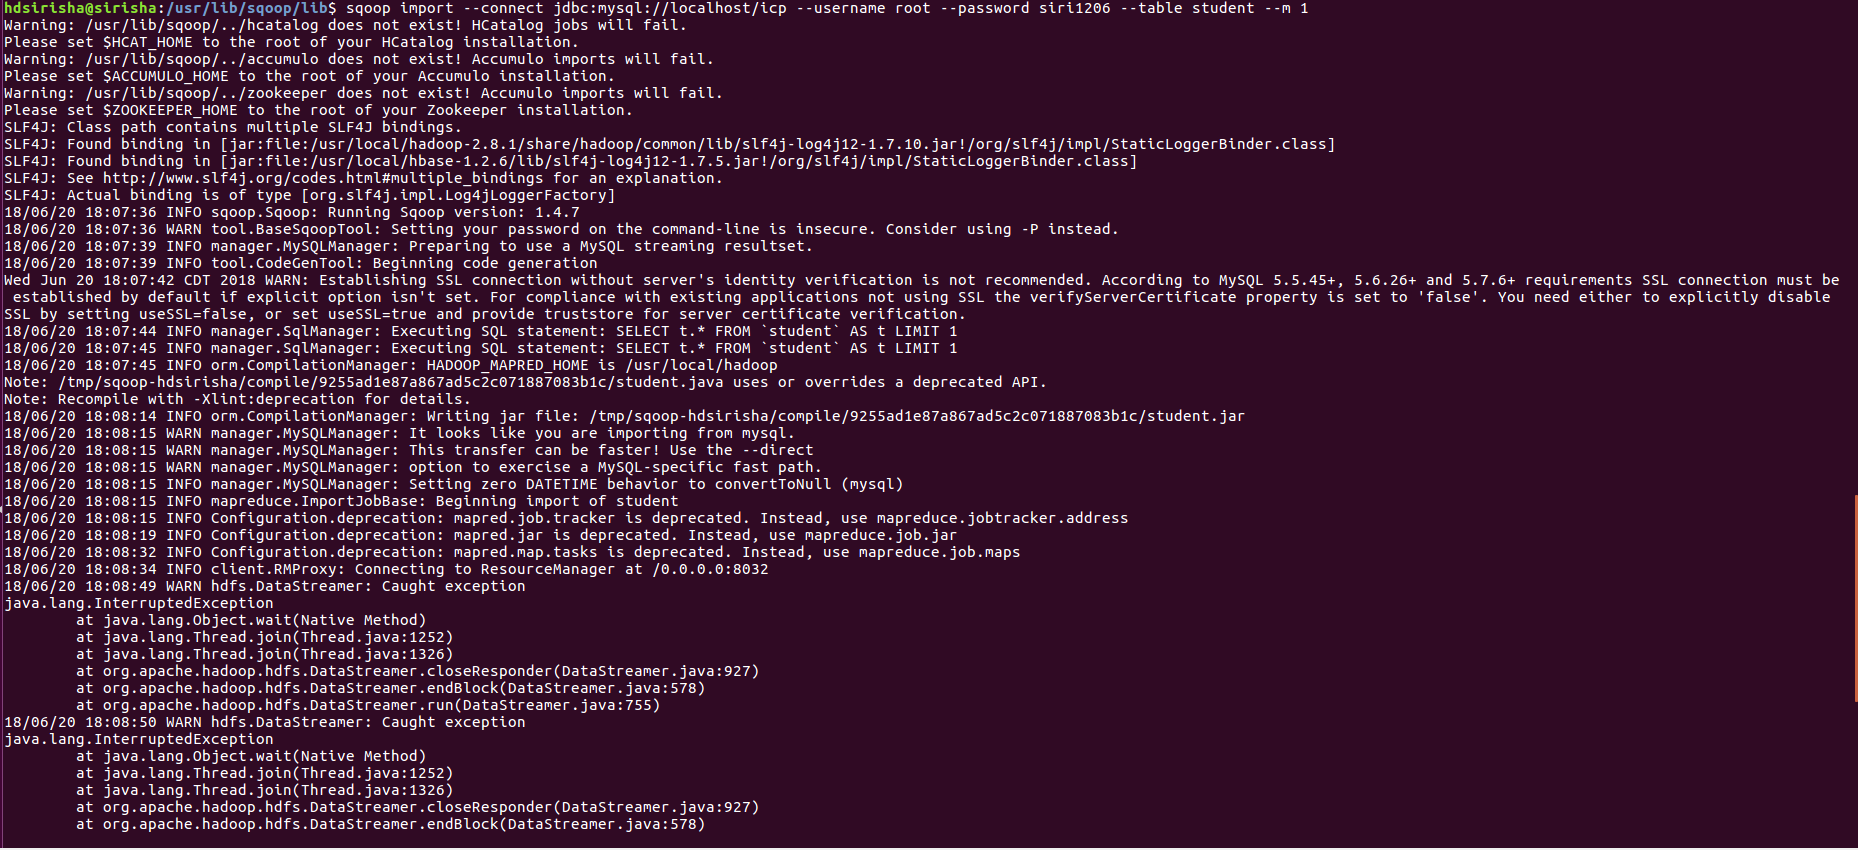 hdsirisha@sirisha:/usr/lib/sqoop/lib$ sqoop import --connect jdbc:mysql://localhost/icp --username root --password siri1206 --table student --m 1
Warning: /usr/lib/sqoop/../hcatalog does not exist! HCatalog jobs will fail.
Please set $HCAT_HOME to the root of your HCatalog installation.
Warning: /usr/lib/sqoop/../accumulo does not exist! Accumulo imports will fail.
Please set $ACCUMULO_HOME to the root of your Accumulo installation.
Warning: /usr/lib/sqoop/../zookeeper does not exist! Accumulo imports will fail.
Please set $ZOOKEEPER_HOME to the root of your Zookeeper installation.
SLF4J: Class path contains multiple SLF4J bindings.
SLF4J: Found binding in [jar:file:/usr/local/hadoop-2.8.1/share/hadoop/common/lib/slf4j-log4j12-1.7.10.jar!/org/slf4j/impl/StaticLoggerBinder.class]
SLF4J: Found binding in [jar:file:/usr/local/hbase-1.2.6/lib/slf4j-log4j12-1.7.5.jar!/org/slf4j/impl/StaticLoggerBinder.class]
SLF4J: See http://www.slf4j.org/codes.html#multiple_bindings for an explanation.
SLF4J: Actual binding is of type [org.slf4j.impl.Log4jLoggerFactory]
18/06/20 18:07:36 INFO sqoop.Sqoop: Running Sqoop version: 1.4.7
18/06/20 18:07:36 WARN tool.BaseSqoopTool: Setting your password on the command-line is insecure. Consider using -P instead.
18/06/20 18:07:39 INFO manager.MySQLManager: Preparing to use a MySQL streaming resultset.
18/06/20 18:07:39 INFO tool.CodeGenTool: Beginning code generation
Wed Jun 20 18:07:42 CDT 2018 WARN: Establishing SSL connection without server's identity verification is not recommended. According to MySQL 5.5.45+, 5.6.26+ and 5.7.6+ requirements SSL connection must be
 established by default if explicit option isn't set. For compliance with existing applications not using SSL the verifyServerCertificate property is set to 'false'. You need either to explicitly disable
SSL by setting useSSL=false, or set useSSL=true and provide truststore for server certificate verification.
18/06/20 18:07:44 INFO manager.SqlManager: Executing SQL statement: SELECT t.* FROM `student` AS t LIMIT 1
18/06/20 18:07:45 INFO manager.SqlManager: Executing SQL statement: SELECT t.* FROM `student` AS t LIMIT 1
18/06/20 18:07:45 INFO orm.CompilationManager: HADOOP_MAPRED_HOME is /usr/local/hadoop
Note: /tmp/sqoop-hdsirisha/compile/9255ad1e87a867ad5c2c071887083b1c/student.java uses or overrides a deprecated API.
Note: Recompile with -Xlint:deprecation for details.
18/06/20 18:08:14 INFO orm.CompilationManager: Writing jar file: /tmp/sqoop-hdsirisha/compile/9255ad1e87a867ad5c2c071887083b1c/student.jar
18/06/20 18:08:15 WARN manager.MySQLManager: It looks like you are importing from mysql.
18/06/20 18:08:15 WARN manager.MySQLManager: This transfer can be faster! Use the --direct
18/06/20 18:08:15 WARN manager.MySQLManager: option to exercise a MySQL-specific fast path.
18/06/20 18:08:15 INFO manager.MySQLManager: Setting zero DATETIME behavior to convertToNull (mysql)
18/06/20 18:08:15 INFO mapreduce.ImportJobBase: Beginning import of student
18/06/20 18:08:15 INFO Configuration.deprecation: mapred.job.tracker is deprecated. Instead, use mapreduce.jobtracker.address
18/06/20 18:08:19 INFO Configuration.deprecation: mapred.jar is deprecated. Instead, use mapreduce.job.jar
18/06/20 18:08:32 INFO Configuration.deprecation: mapred.map.tasks is deprecated. Instead, use mapreduce.job.maps
18/06/20 18:08:34 INFO client.RMProxy: Connecting to ResourceManager at /0.0.0.0:8032
18/06/20 18:08:49 WARN hdfs.DataStreamer: Caught exception
java.lang.InterruptedException
        at java.lang.Object.wait(Native Method)
        at java.lang.Thread.join(Thread.java:1252)
        at java.lang.Thread.join(Thread.java:1326)
        at org.apache.hadoop.hdfs.DataStreamer.closeResponder(DataStreamer.java:927)
        at org.apache.hadoop.hdfs.DataStreamer.endBlock(DataStreamer.java:578)
        at org.apache.hadoop.hdfs.DataStreamer.run(DataStreamer.java:755)
18/06/20 18:08:50 WARN hdfs.DataStreamer: Caught exception
java.lang.InterruptedException
        at java.lang.Object.wait(Native Method)
        at java.lang.Thread.join(Thread.java:1252)
        at java.lang.Thread.join(Thread.java:1326)
        at org.apache.hadoop.hdfs.DataStreamer.closeResponder(DataStreamer.java:927)
        at org.apache.hadoop.hdfs.DataStreamer.endBlock(DataStreamer.java:578)